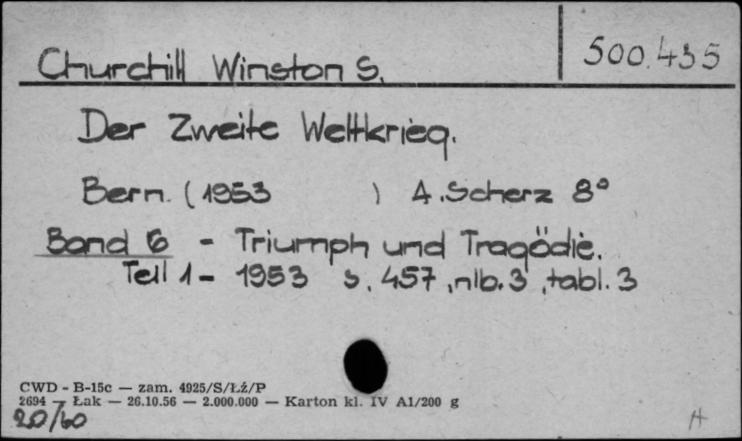 Churchill Winston S.
500.435
Der Zweite Weltkrieg.
Bern. (1953 ) A. Scherz 8°
Band 6 - Triumph und Tragödie.
Teil 1 - 1953 s. 457, nlb. 3, tabl. 3
CWD - B-15c — zam. 4925/S/Łź/P
2694 — Łak — 26.10.56 — 2.000.000 — Karton kl. IV A1/200 g
20/60